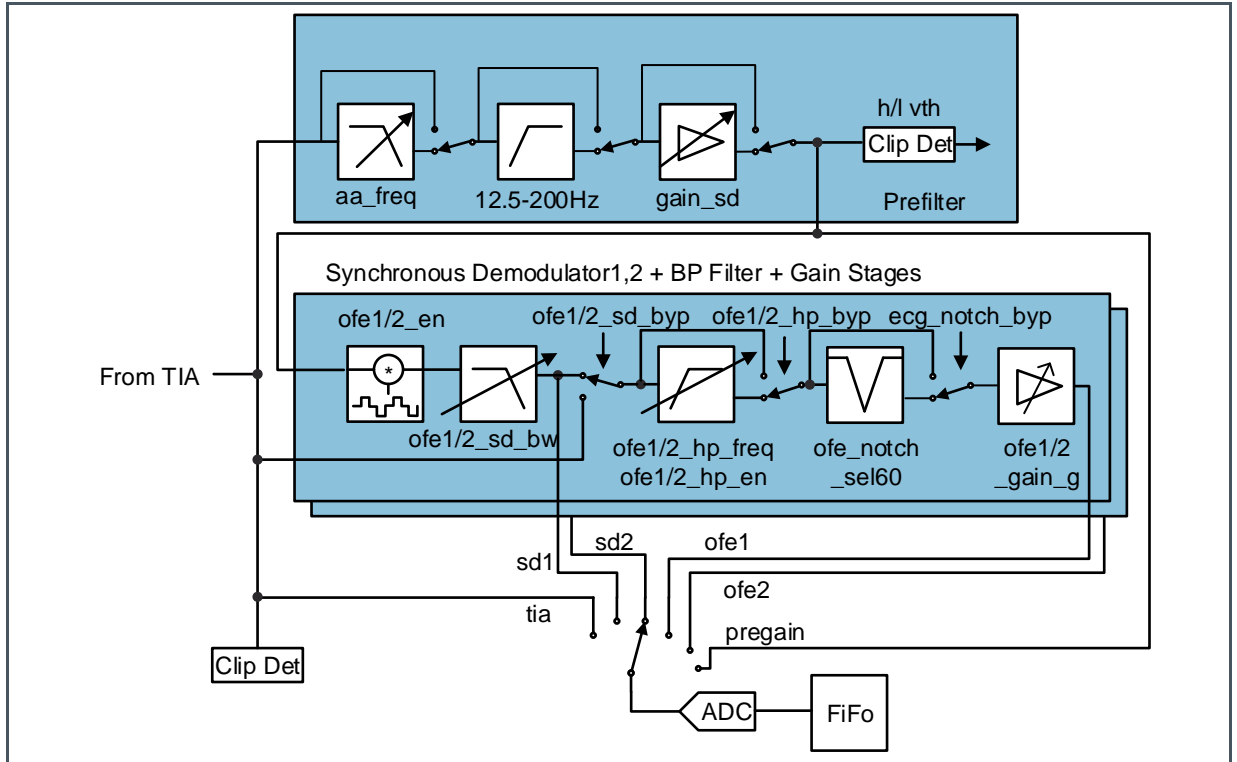 h/l vth
Clip Det
aa_freq
12.5-200Hz
gain_sd
Prefilter
Synchronous Demodulator1,2 + BP Filter + Gain Stages
ofe1/2_en
ofe1/2_sd_byp
ofe1/2_hp_byp
ecg_notch_byp
*
From TIA
ofe1/2_sd_bw
ofe1/2_hp_freq
ofe1/2_hp_en
ofe_notch
_sel60
ofe1/2
_gain_g
sd2
ofe1
sd1
ofe2
tia
pregain
Clip Det
ADC
FiFo